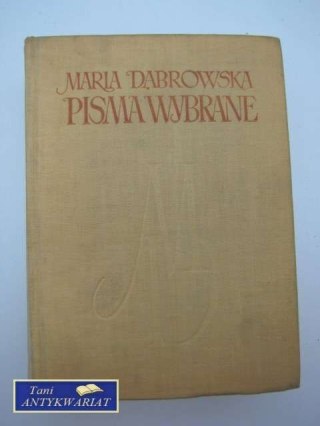 MARIA DĄBROWSKA
PISMA WYBRANE
Tani
ANTYKWARIAT